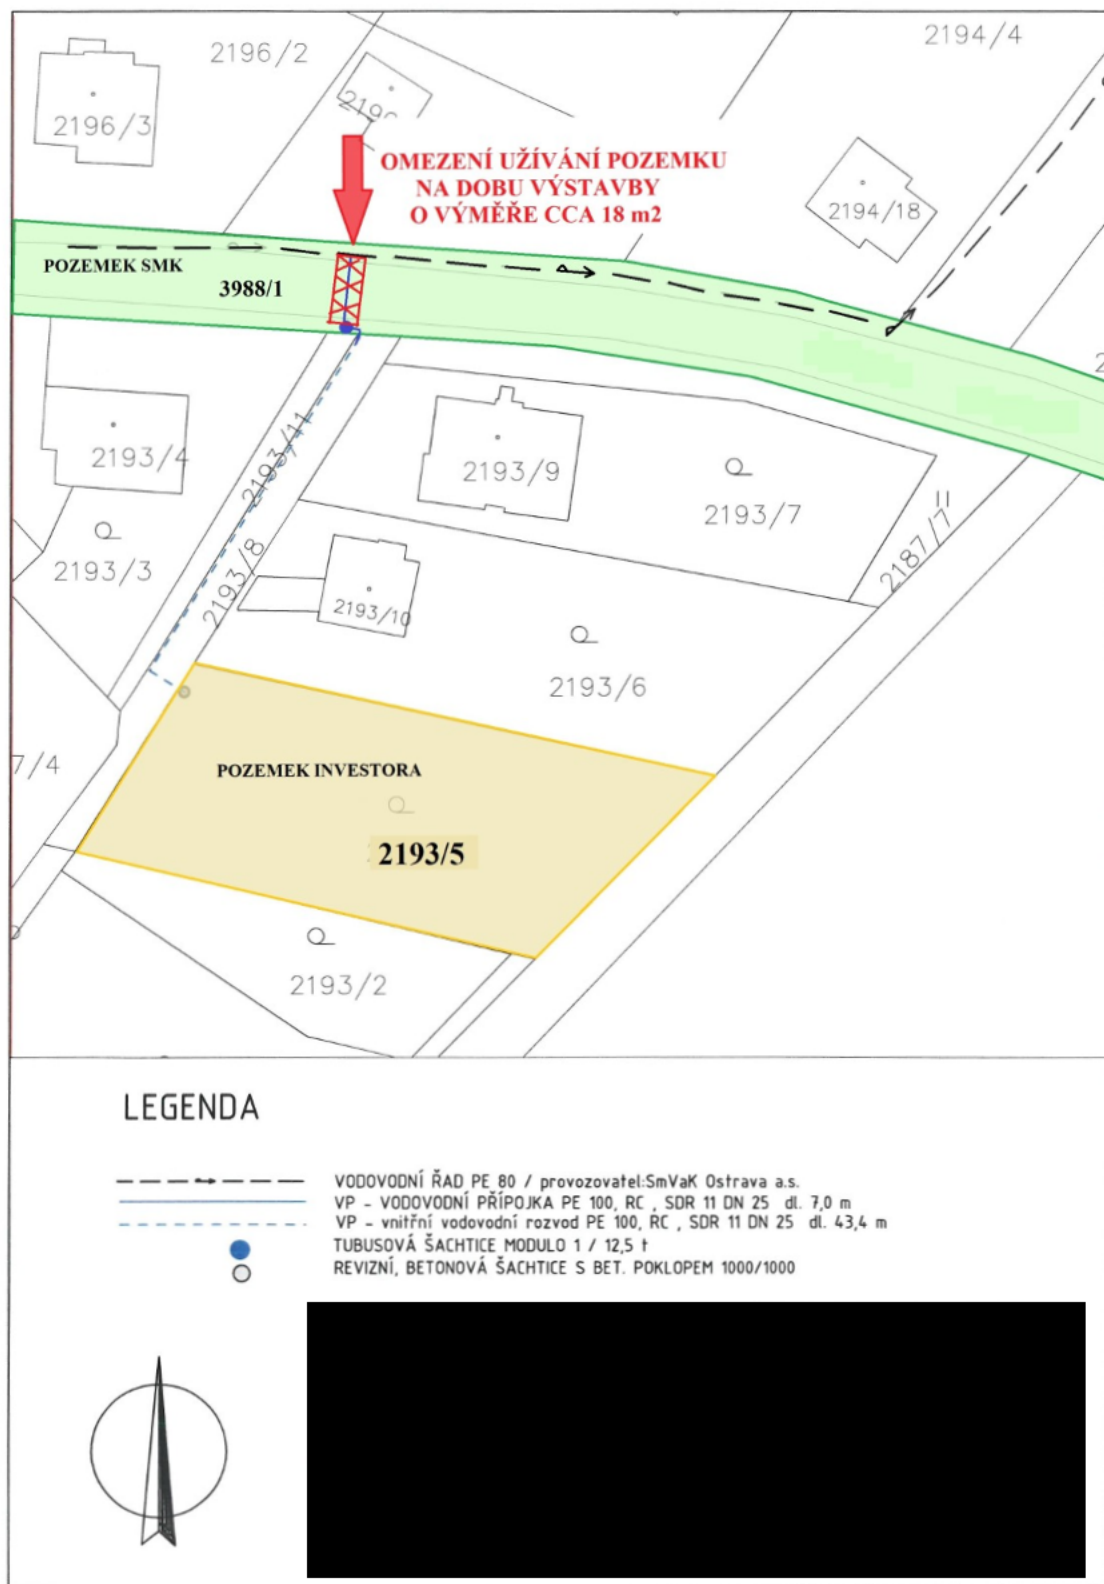 2196/2
2194/4
2196/3
OMEZENÍ UŽÍVÁNÍ POZEMKU
NA DOBU VÝSTAVBY
O VÝMĚŘE CCA 18 m2
2194/18
POZEMEK SMK
3988/1
2193/4
2193/11
2193/9
2193/7
2187/7
2193/3
2193/8
2193/10
2193/6
7/4
POZEMEK INVESTORA
2193/5
2193/2
LEGENDA
VODOVODNÍ ŘAD PE 80 / provozovatel:SmVaK Ostrava a.s.
VP - VODOVODNÍ PŘÍPOJKA PE 100, RC , SDR 11 DN 25 dl. 7,0 m
VP - vnitřní vodovodní rozvod PE 100, RC , SDR 11 DN 25 dl. 43,4 m
TUBUSOVÁ ŠACHTICE MODULO 1 / 12,5 t
REVIZNÍ, BETONOVÁ ŠACHTICE S BET. POKLOPEM 1000/1000